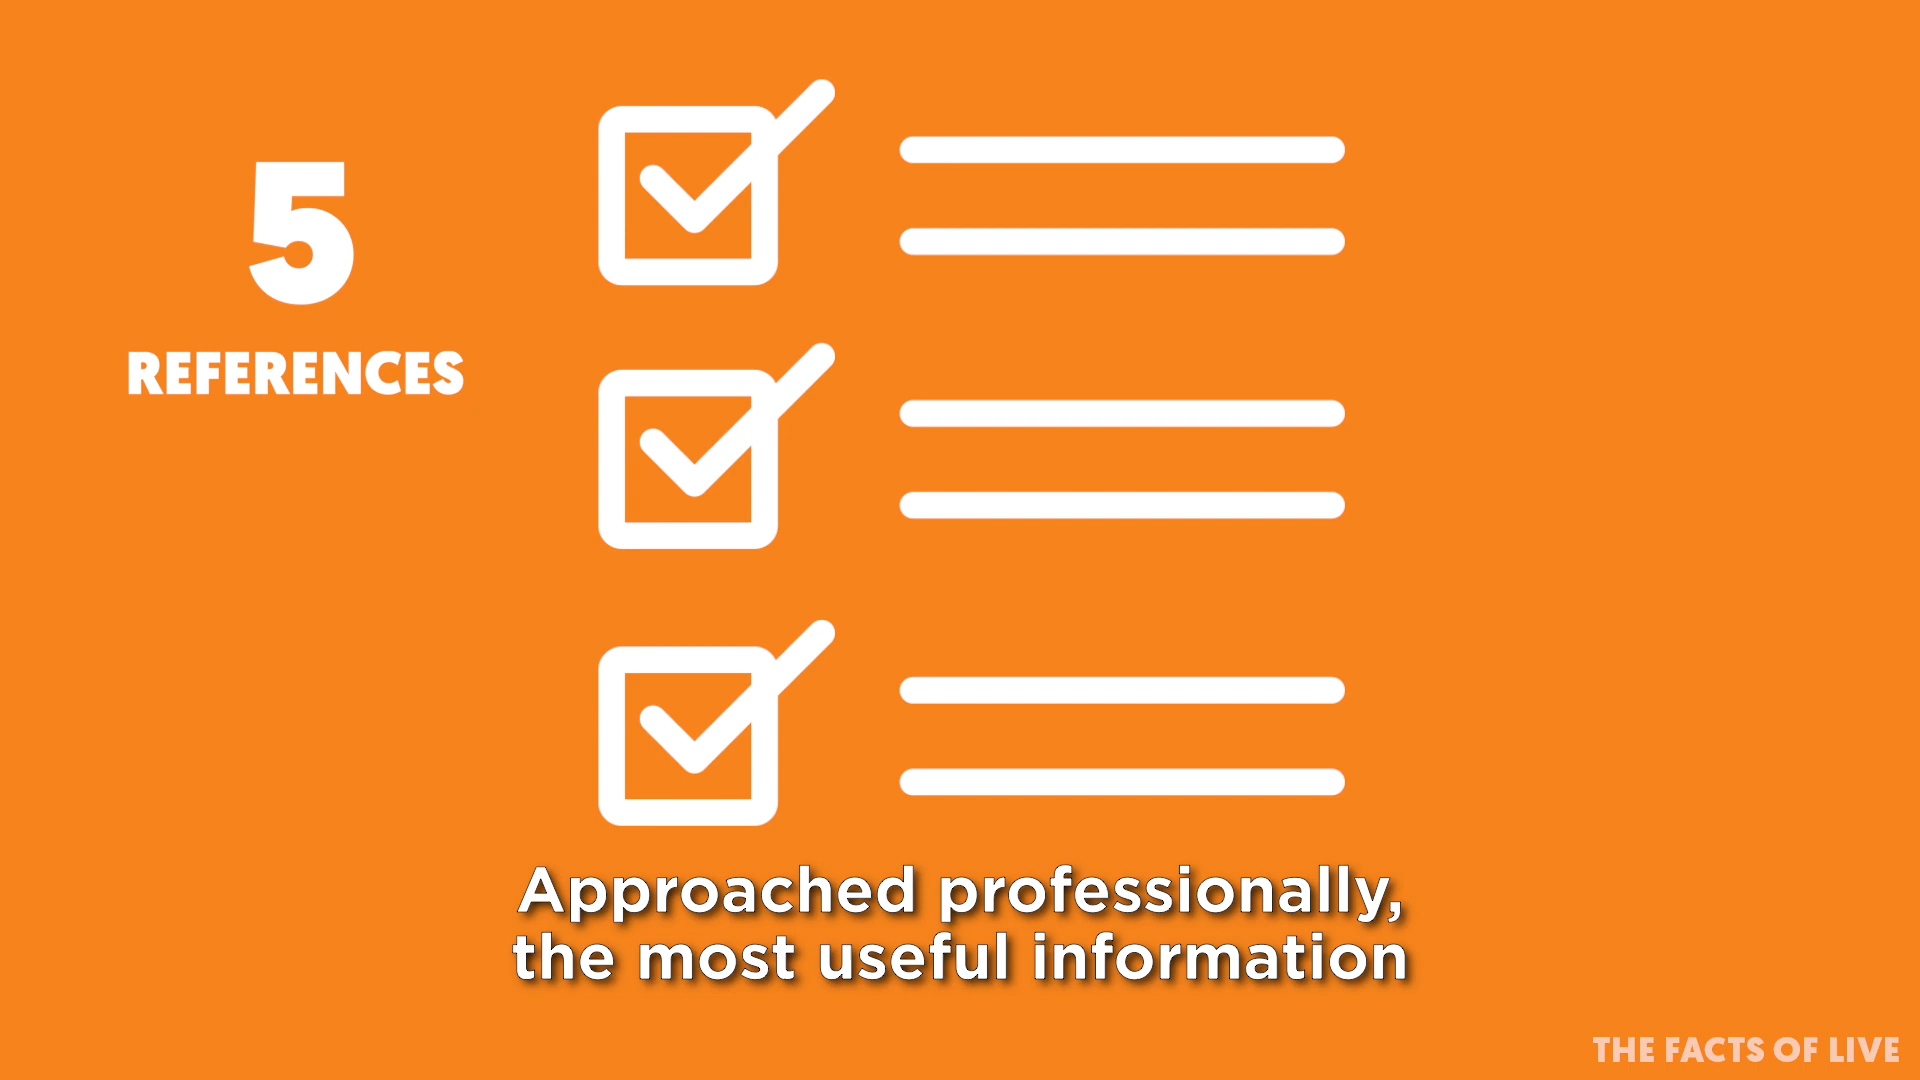 5
REFERENCES
Approached professionally,
the most useful information
THE FACTS OF LIVE